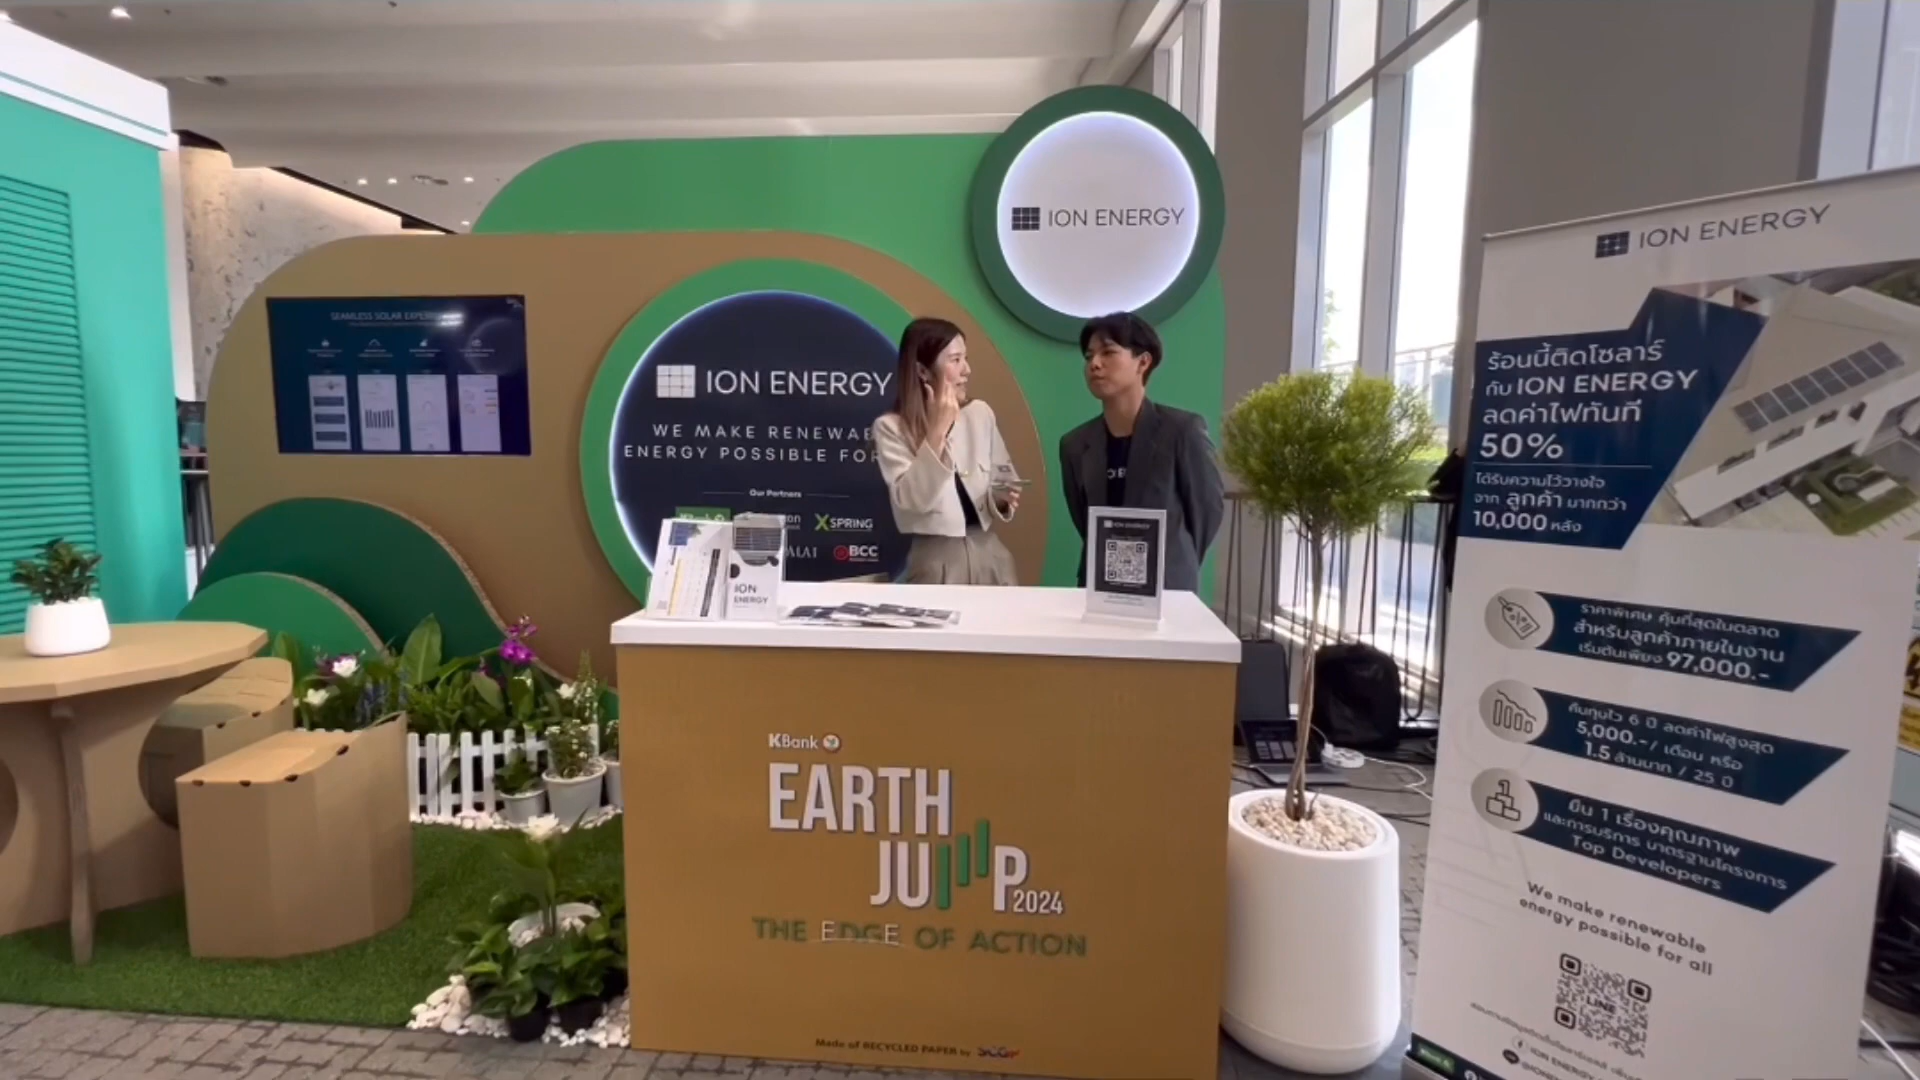 ION ENERGY
SEAMLESS SOLAR
ION ENERGY
WE MAKE RENEWAB
ENERGY POSSIBLE FOR
Our Partners
XSPRING
BCC
ION
ENERGY
ION ENERGY
LINE
KBank
EARTH
JUMP 2024
THE EDGE OF ACTION
Made of RECYCLED PAPER by SCGP
ION ENERGY
ร้อนนี้ติดโซลาร์
กับ ION ENERGY
ลดค่าไฟทันที
50%
ได้รับความไว้วางใจ
จาก ลูกค้า มากกว่า
10,000 หลัง
ราคาพิเศษ คุ้มที่สุดในตลาด
สำหรับลูกค้าภายในงาน
เริ่มต้นเพียง 97,000.-
คืนทุนไว 6 ปี ลดค่าไฟสูงสุด
5,000.-/ เดือน หรือ
1.5 ล้านบาท / 25 ปี
ยืน 1 เรื่องคุณภาพ
และการบริการ มาตรฐานโครงการ
Top Developers
We make renewable
energy possible for all
LINE
ION ENERGY